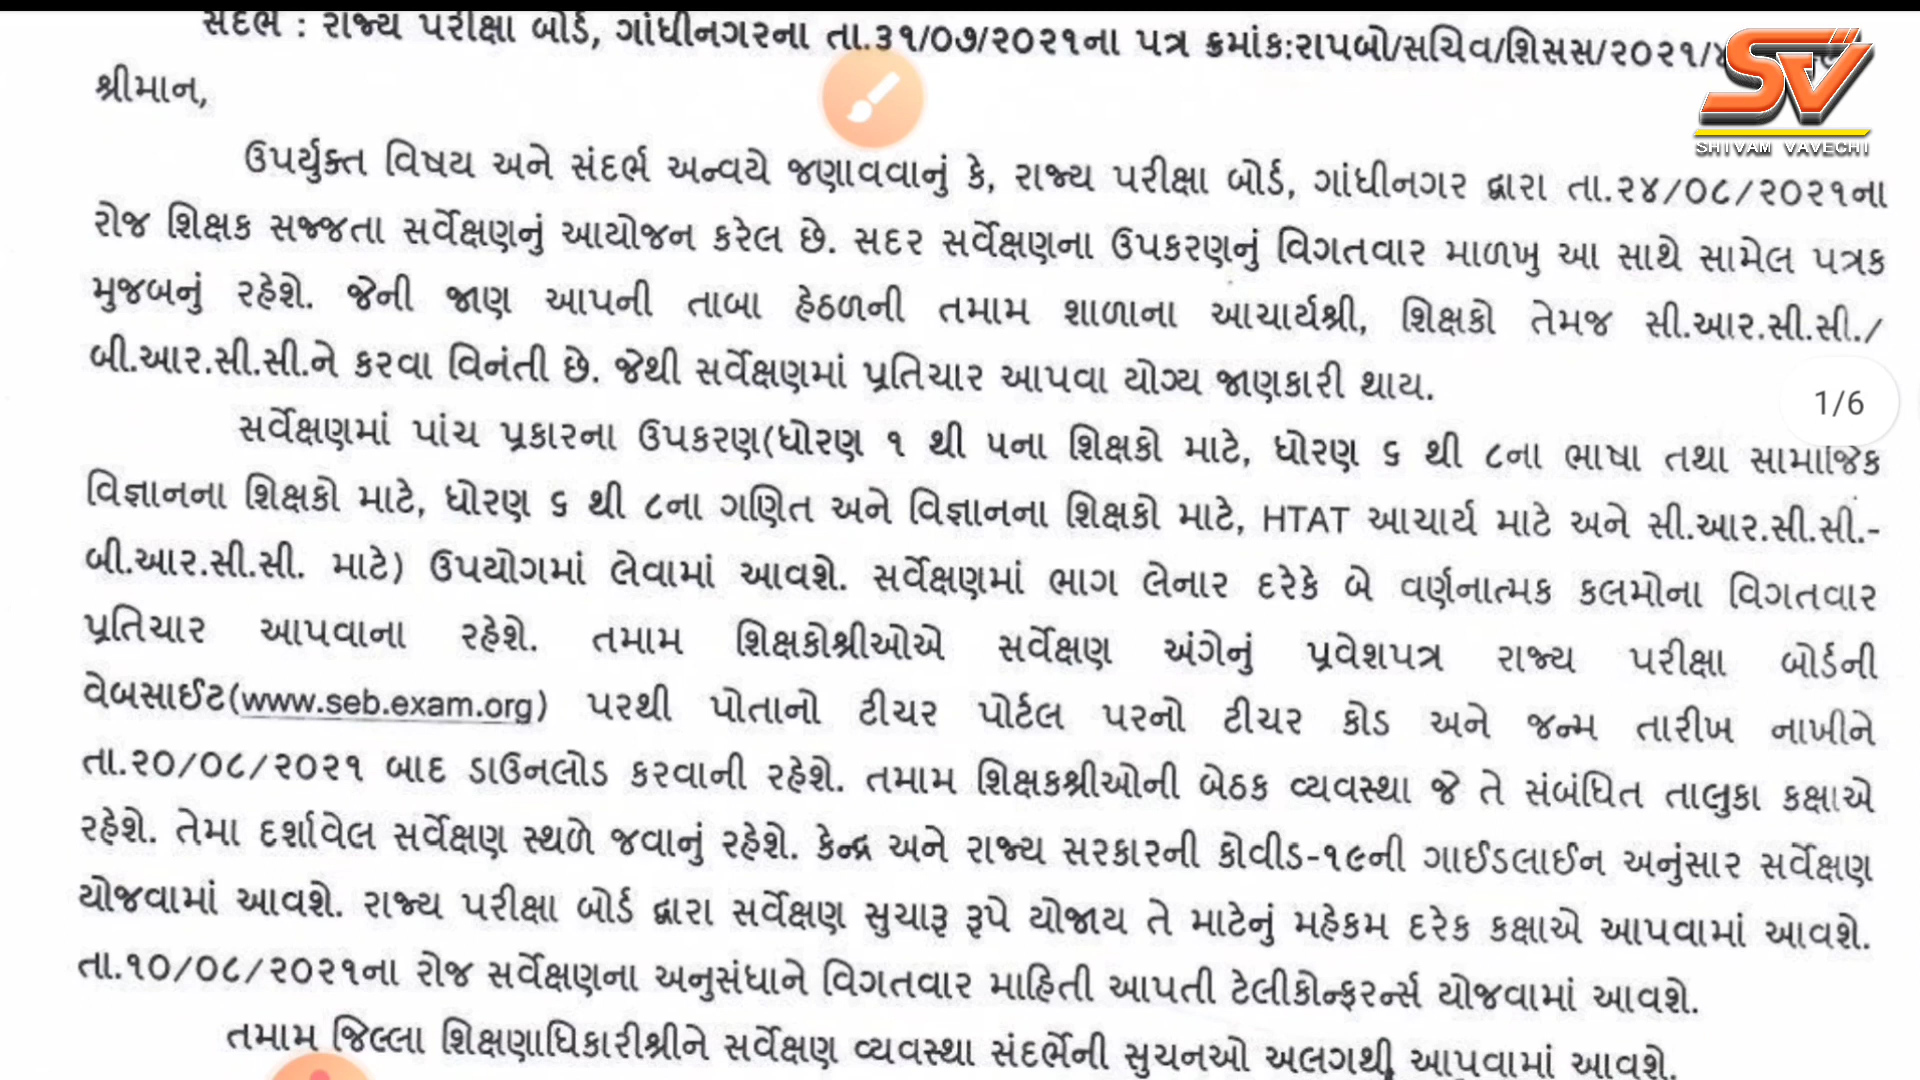 સંદર્ભ : રાજ્ય પરીક્ષા બોર્ડ, ગાંધીનગરના તા.૩૧/૦૭/૨૦૨૧ના પત્ર ક્રમાંક:રાપબો/સચિવ/શિસસ/૨૦૨૧/
SV
SHIVAM VAVECHI
શ્રીમાન,
ઉપર્યુક્ત વિષય અને સંદર્ભ અન્વયે જણાવવાનું કે, રાજ્ય પરીક્ષા બોર્ડ, ગાંધીનગર દ્વારા તા.૨૪/૦૮/૨૦૨૧ના
રોજ શિક્ષક સજ્જતા સર્વેક્ષણનું આયોજન કરેલ છે. સદર સર્વેક્ષણના ઉપકરણનું વિગતવાર માળખુ આ સાથે સામેલ પત્રક
મુજબનું રહેશે. જેની જાણ આપની તાબા હેઠળની તમામ શાળાના આચાર્યશ્રી, શિક્ષકો તેમજ સી.આર.સી.સી./
બી.આર.સી.સી.ને કરવા વિનંતી છે. જેથી સર્વેક્ષણમાં પ્રતિચાર આપવા યોગ્ય જાણકારી થાય.
1/6
સર્વેક્ષણમાં પાંચ પ્રકારના ઉપકરણ(ધોરણ ૧ થી ૫ના શિક્ષકો માટે, ધોરણ ૬ થી ૮ના ભાષા તથા સામાજિક
વિજ્ઞાનના શિક્ષકો માટે, ધોરણ ૬ થી ૮ના ગણિત અને વિજ્ઞાનના શિક્ષકો માટે, HTAT આચાર્ય માટે અને સી.આર.સી.સી.-
બી.આર.સી.સી. માટે) ઉપયોગમાં લેવામાં આવશે. સર્વેક્ષણમાં ભાગ લેનાર દરેકે બે વર્ણનાત્મક કલમોના વિગતવાર
પ્રતિચાર આપવાના રહેશે. તમામ શિક્ષકોશ્રીઓએ સર્વેક્ષણ અંગેનું પ્રવેશપત્ર રાજ્ય પરીક્ષા બોર્ડની
વેબસાઈટ(www.seb.exam.org) પરથી પોતાનો ટીચર પોર્ટલ પરનો ટીચર કોડ અને જન્મ તારીખ નાખીને
તા.૨૦/૦૮/૨૦૨૧ બાદ ડાઉનલોડ કરવાની રહેશે. તમામ શિક્ષકશ્રીઓની બેઠક વ્યવસ્થા જે તે સંબંધિત તાલુકા કક્ષાએ
રહેશે. તેમા દર્શાવેલ સર્વેક્ષણ સ્થળે જવાનું રહેશે. કેન્દ્ર અને રાજ્ય સરકારની કોવીડ-૧૯ની ગાઈડલાઈન અનુંસાર સર્વેક્ષણ
યોજવામાં આવશે. રાજ્ય પરીક્ષા બોર્ડ દ્વારા સર્વેક્ષણ સુચારૂ રૂપે યોજાય તે માટેનું મહેકમ દરેક કક્ષાએ આપવામાં આવશે.
તા.૧૦/૦૮/૨૦૨૧ના રોજ સર્વેક્ષણના અનુસંધાને વિગતવાર માહિતી આપતી ટેલીકોન્ફરર્ન્સ યોજવામાં આવશે.
તમામ જિલ્લા શિક્ષણાધિકારીશ્રીને સર્વેક્ષણ વ્યવસ્થા સંદર્ભેની સુચનઓ અલગથી આપવામાં આવશે.